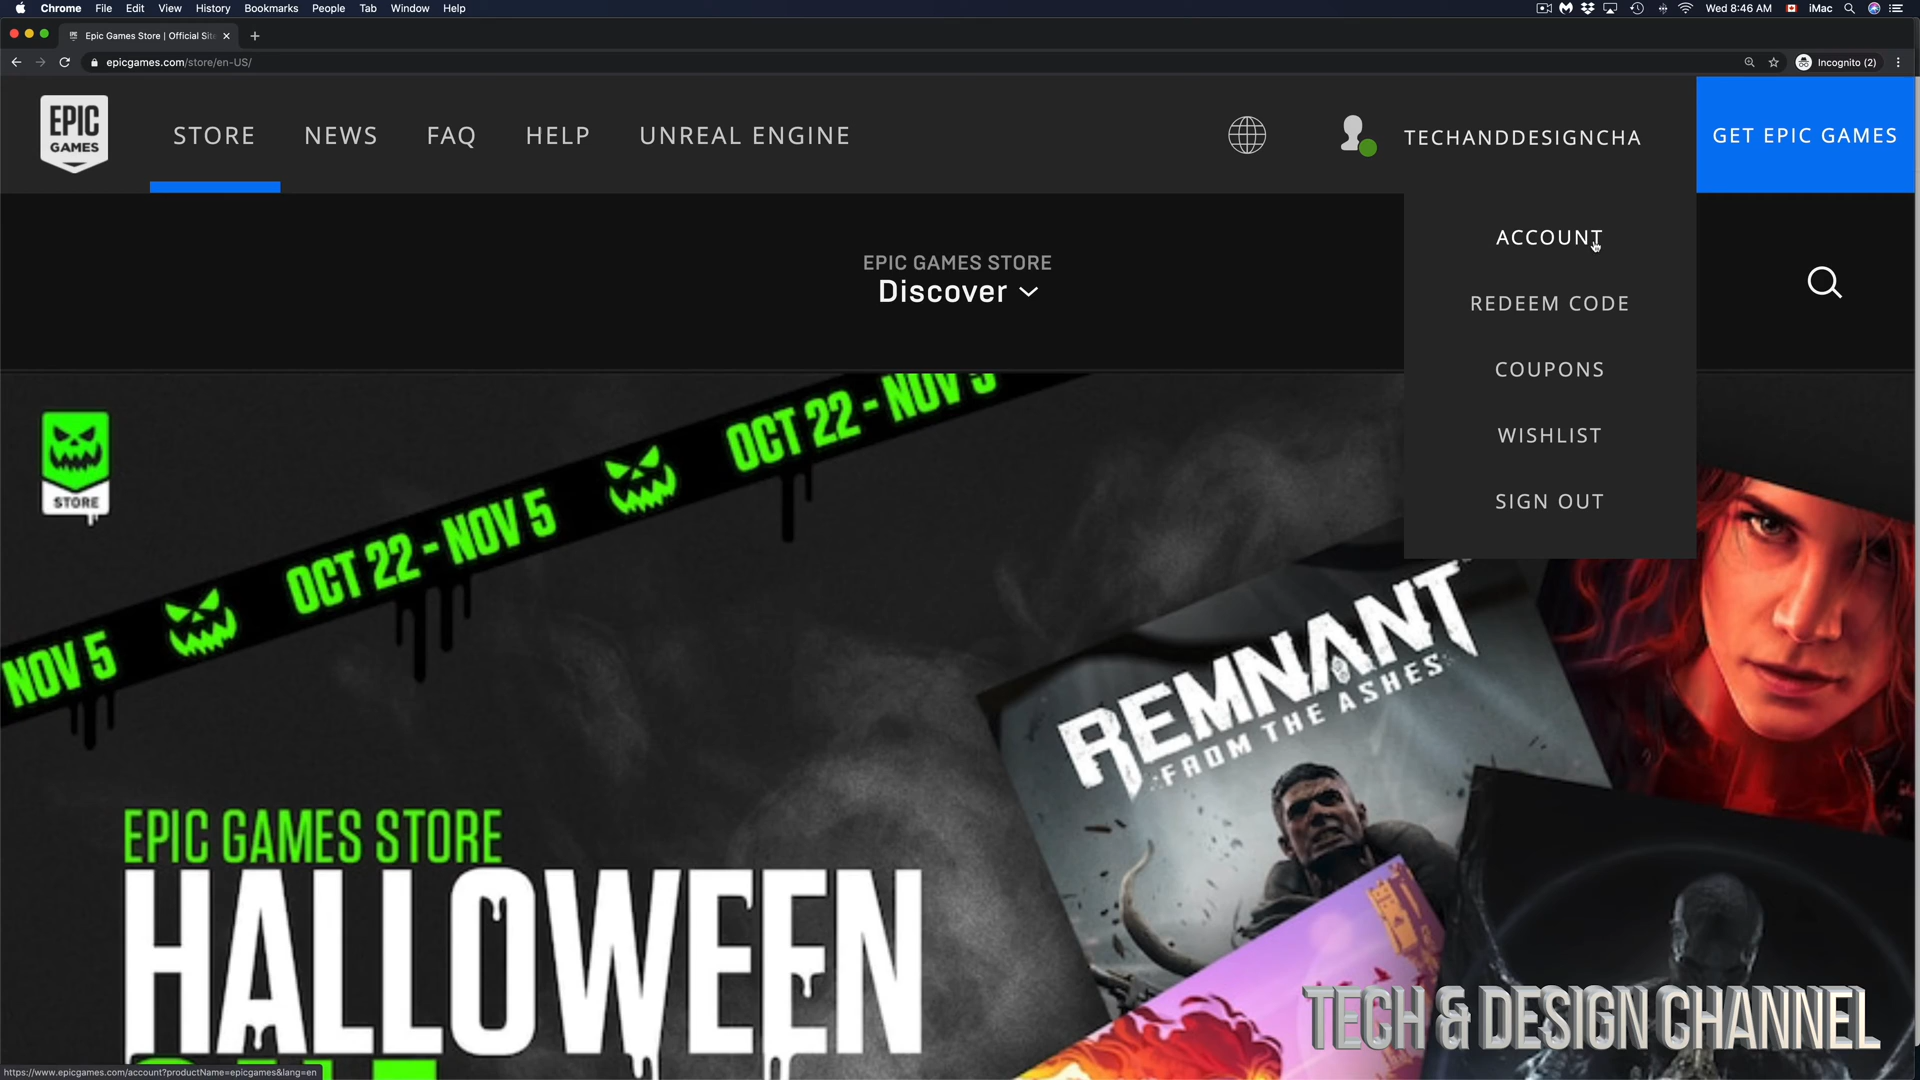 Chrome File Edit View History Bookmarks People Tab Window Help Wed 8:46 AM iMac
Epic Games Store | Official Sit
epicgames.com/store/en-US/ Incognito (2)
EPIC GAMES STORE NEWS FAQ HELP UNREAL ENGINE TECHANDDESIGNCHA GET EPIC GAMES
ACCOUNT
REDEEM CODE
COUPONS
WISHLIST
SIGN OUT
EPIC GAMES STORE
Discover
STORE
NOV 5 OCT 22 - NOV 5 OCT 22 - NOV 5
REMNANT
FROM THE ASHES
EPIC GAMES STORE
HALLOWEEN
TECH & DESIGN CHANNEL
https://www.epicgames.com/account?productName=epicgames&lang=en